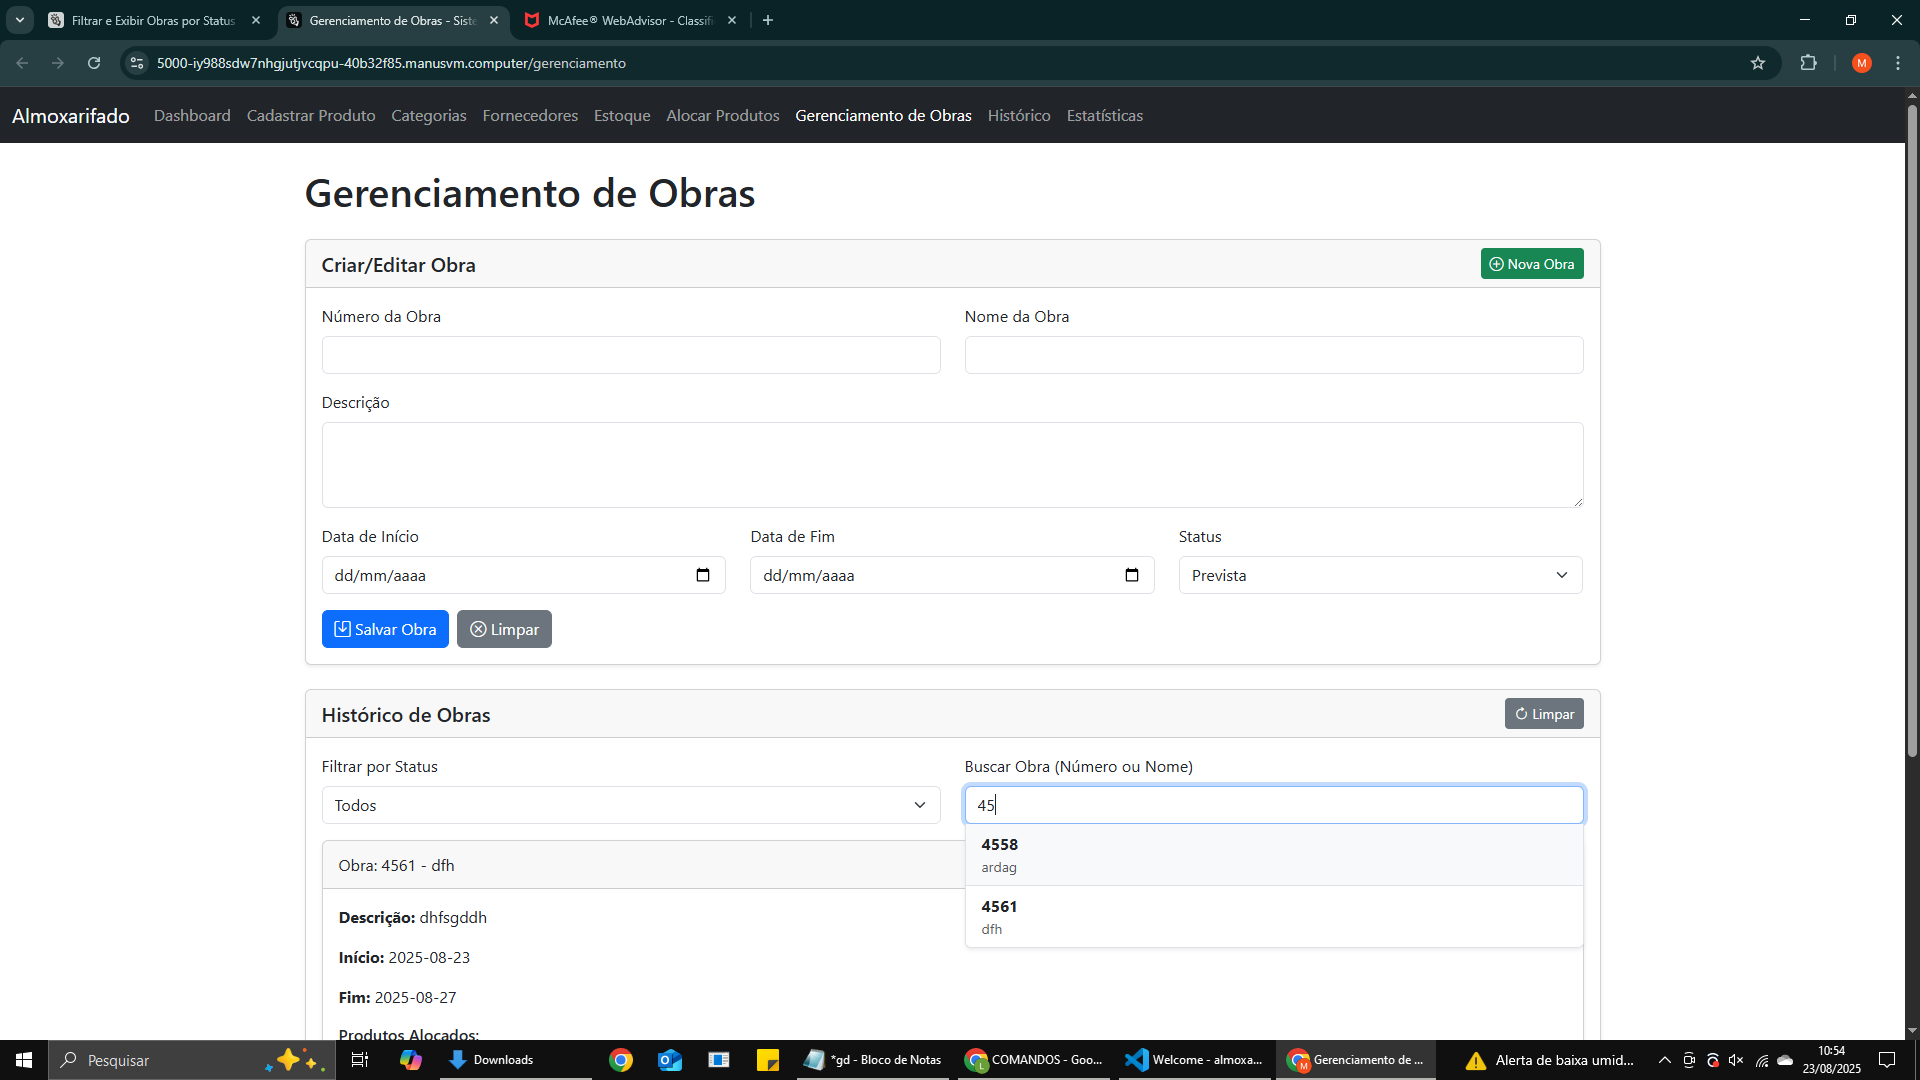 Filtrar e Exibir Obras por Status
Gerenciamento de Obras - Siste
McAfee® WebAdvisor - Classifi
5000-iy988sdw7nhgjutjvcqpu-40b32f85.manusvm.computer/gerenciamento
M
Almoxarifado Dashboard Cadastrar Produto Categorias Fornecedores Estoque Alocar Produtos Gerenciamento de Obras Histórico Estatísticas
Gerenciamento de Obras
Criar/Editar Obra
Nova Obra
Número da Obra
Nome da Obra
Descrição
Data de Início
Data de Fim
Status
dd/mm/aaaa
dd/mm/aaaa
Prevista
Salvar Obra
Limpar
Histórico de Obras
Limpar
Filtrar por Status
Buscar Obra (Número ou Nome)
Todos
45
4558
ardag
4561
dfh
Obra: 4561 - dfh
Descrição: dhfsgddh
Início: 2025-08-23
Fim: 2025-08-27
Produtos Alocados:
Pesquisar
Downloads
*gd - Bloco de Notas
COMANDOS - Goo...
Welcome - almoxa...
Gerenciamento de ...
Alerta de baixa umid...
10:54
23/08/2025